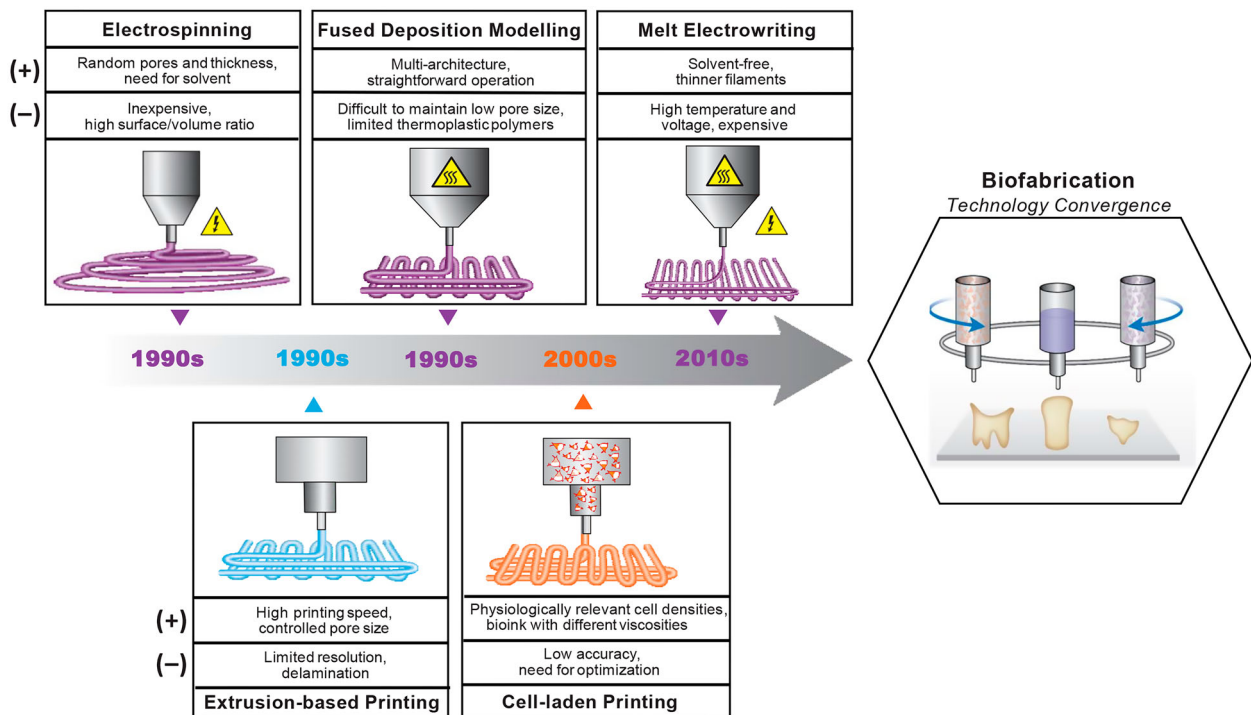 Electrospinning
(+)
Random pores and thickness,
need for solvent
(−)
Inexpensive,
high surface/volume ratio
Fused Deposition Modelling
Multi-architecture,
straightforward operation
Difficult to maintain low pore size,
limited thermoplastic polymers
Melt Electrowriting
Solvent-free,
thinner filaments
High temperature and
voltage, expensive
1990s
1990s
1990s
2000s
2010s
Biofabrication
Technology Convergence
(+)
High printing speed,
controlled pore size
(−)
Limited resolution,
delamination
Extrusion-based Printing
Physiologically relevant cell densities,
bioink with different viscosities
Low accuracy,
need for optimization
Cell-laden Printing